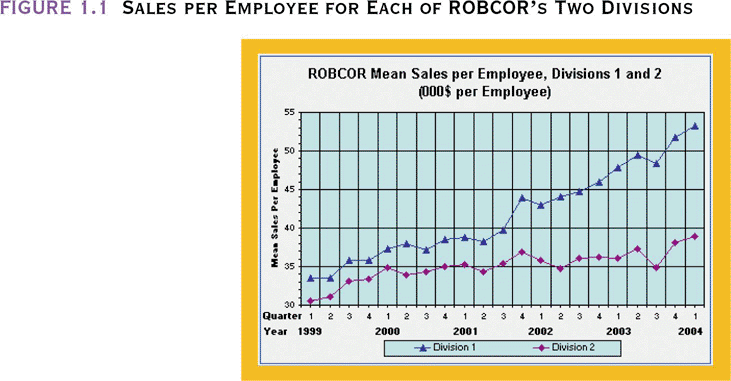 FIGURE 1.1 SALES PER EMPLOYEE FOR EACH OF ROBCOR'S TWO DIVISIONS
ROBCOR Mean Sales per Employee, Divisions 1 and 2
(000$ per Employee)
Mean Sales Per Employee
55
50
45
40
35
30
Quarter 1 2 3 4 1 2 3 4 1 2 3 4 1 2 3 4 1 2 3 4 1
Year 1999 2000 2001 2002 2003 2004
Division 1 Division 2